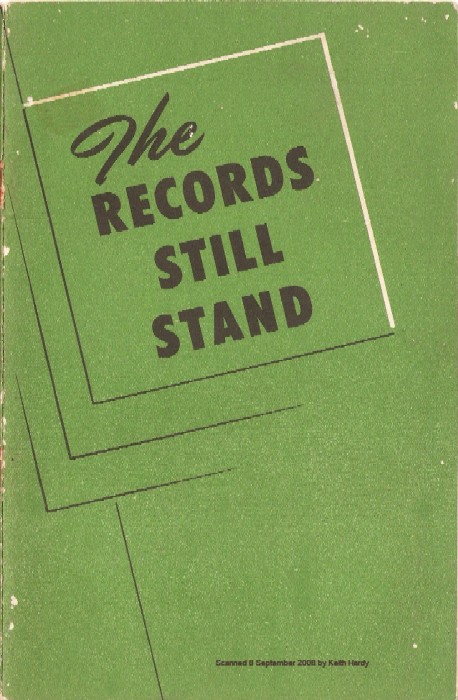 The
RECORDS
STILL
STAND
Scanned 8 September 2008 by Keith Hardy